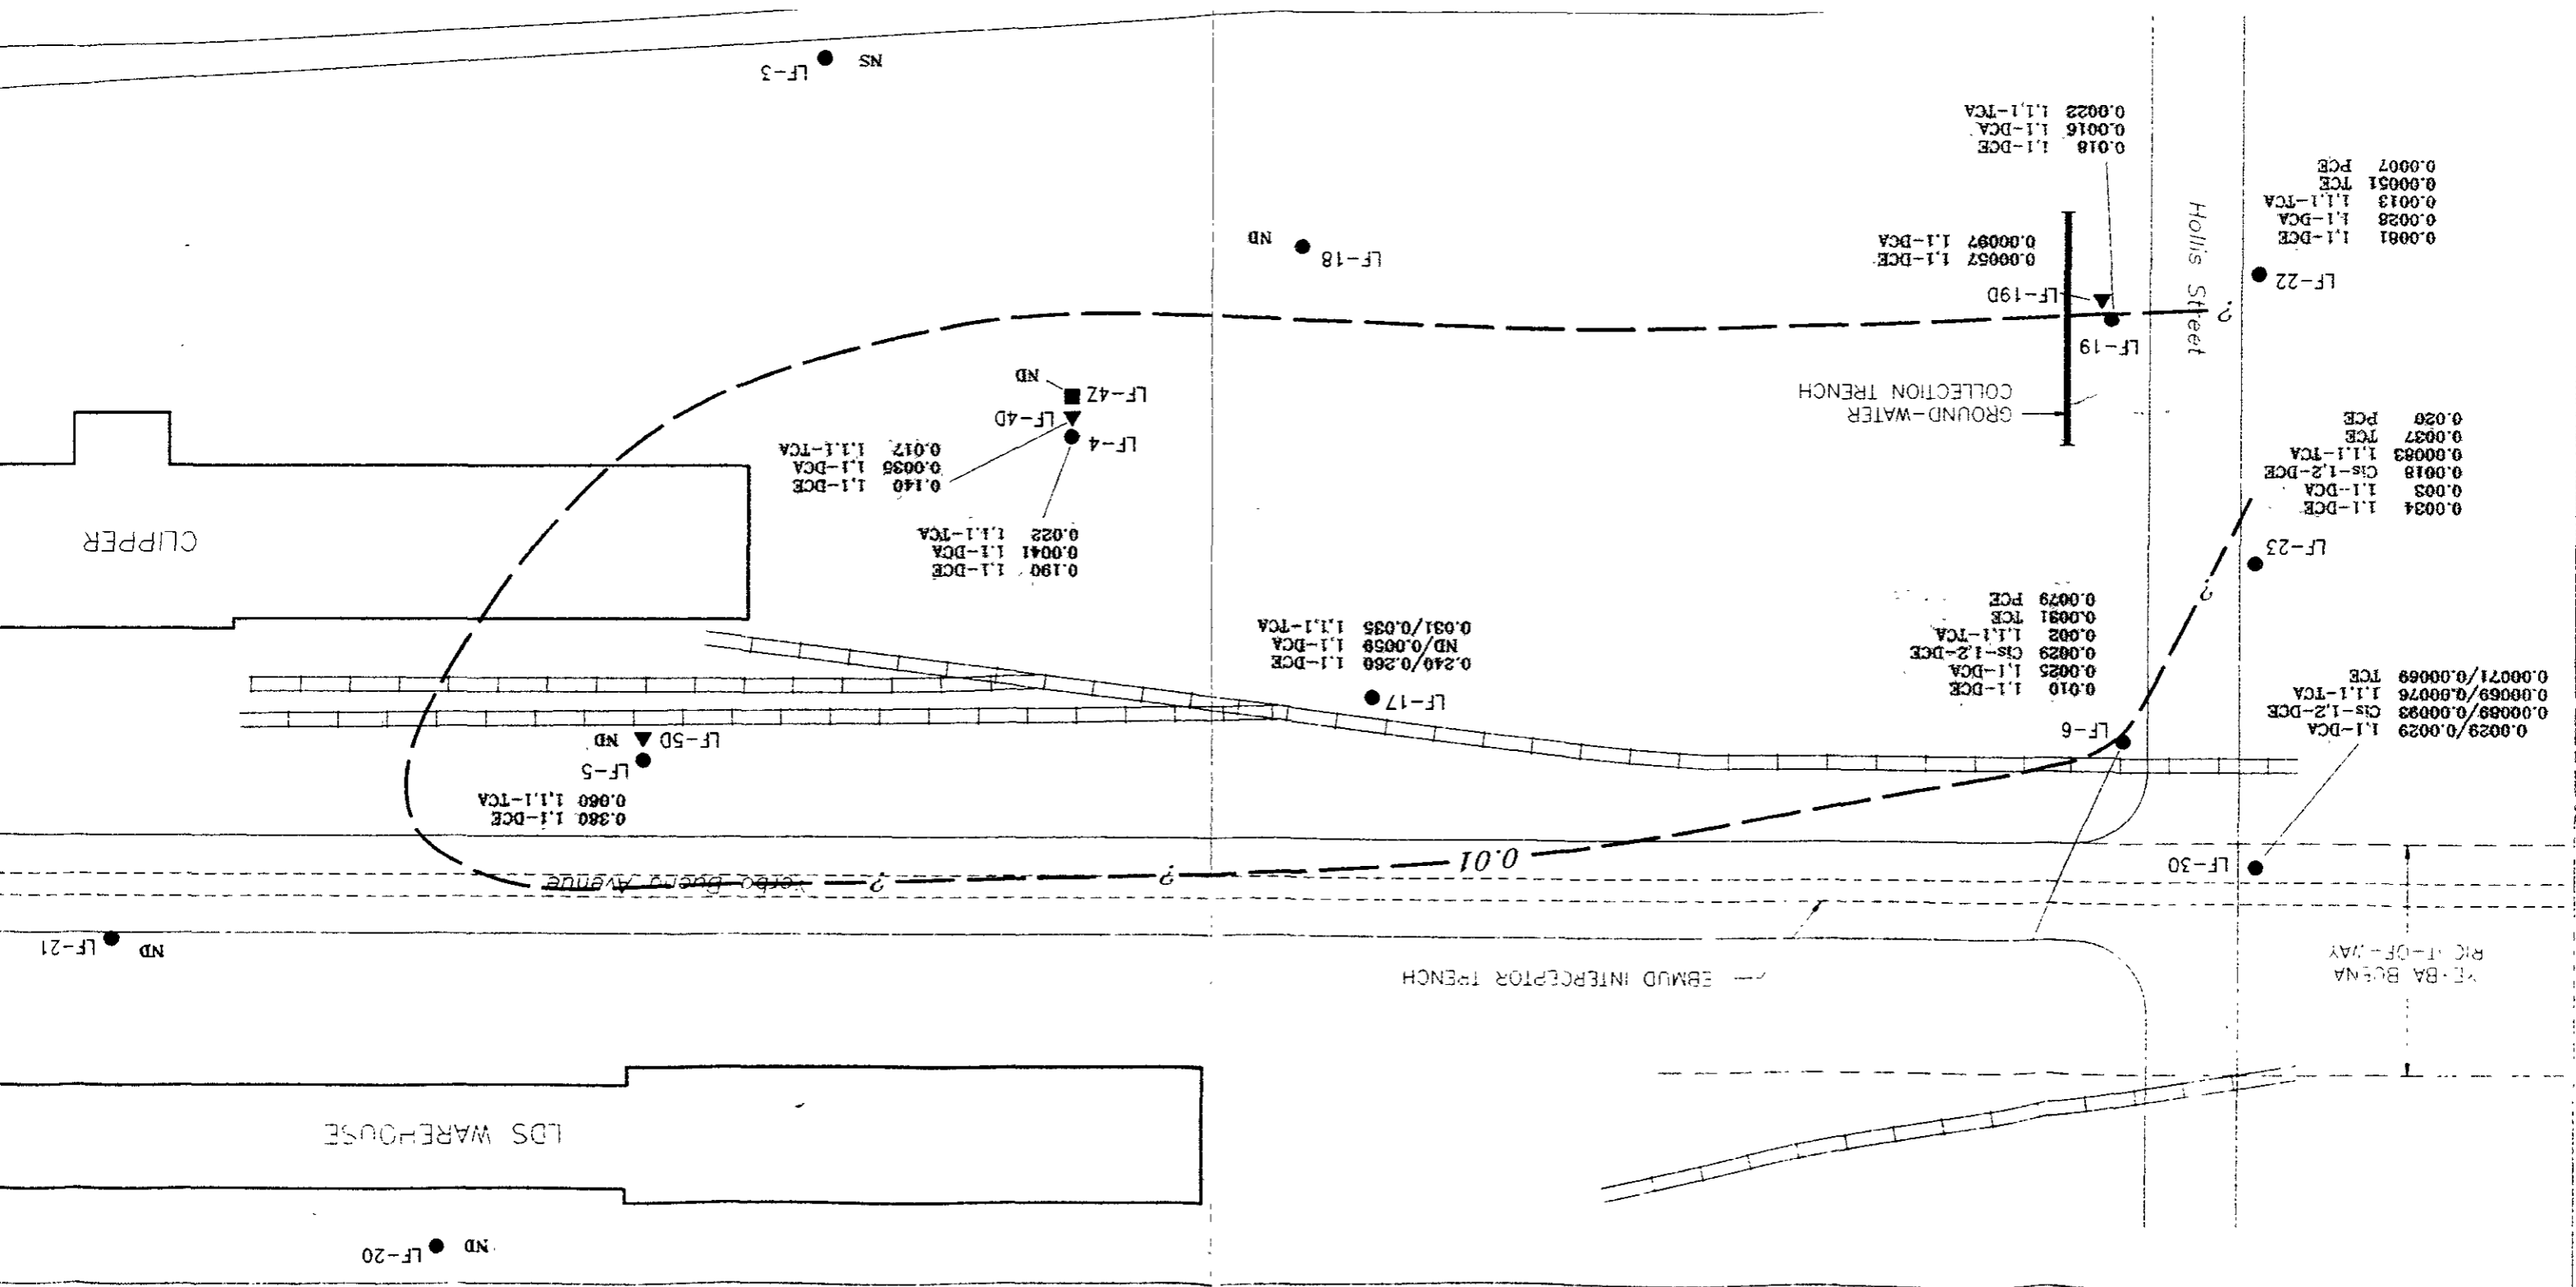 ND LF-20
LDS WAREHOUSE
YERBA BUENA
RIGHT-OF-WAY
EBMUD INTERCEPTOR TRENCH
ND LF-21
Yerba Buena Avenue
?
?
0.01
LF-30
0.0029/0.0029 1,1-DCA
0.00089/0.00093 Cis-1,2-DCE
0.00069/0.00076 1,1,1-TCA
0.00071/0.00069 TCE
LF-6
0.010 1,1-DCE
0.0025 1,1-DCA
0.0029 Cis-1,2-DCE
0.002 1,1,1-TCA
0.0031 TCE
0.0079 PCE
LF-17
0.240/0.260 1,1-DCE
ND/0.0059 1,1-DCA
0.031/0.035 1,1,1-TCA
0.380 1,1-DCE
0.060 1,1,1-TCA
LF-5
LF-5D ND
?
LF-23
0.0034 1,1-DCE
0.003 1,1-DCA
0.0018 Cis-1,2-DCE
0.00083 1,1,1-TCA
0.0037 TCE
0.020 PCE
0.190 1,1-DCE
0.0041 1,1-DCA
0.022 1,1,1-TCA
CLIPPER
0.140 1,1-DCE
0.0035 1,1-DCA
0.017 1,1,1-TCA
LF-4
LF-4D
LF-4Z ND
GROUND-WATER
COLLECTION TRENCH
LF-19
LF-19D
?
Hollis Street
LF-22
0.0081 1,1-DCE
0.0028 1,1-DCA
0.0013 1,1,1-TCA
0.00051 TCE
0.0007 PCE
0.00057 1,1-DCE
0.00097 1,1-DCA
LF-18 ND
0.018 1,1-DCE
0.0016 1,1-DCA
0.0022 1,1,1-TCA
NS LF-3